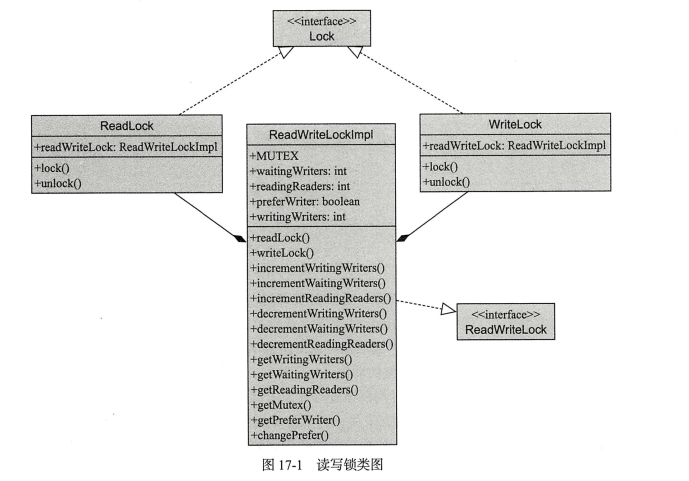 <<interface>>
Lock
ReadLock
+readWriteLock: ReadWriteLockImpl
+lock()
+unlock()
ReadWriteLockImpl
+MUTEX
+waitingWriters: int
+readingReaders: int
+preferWriter: boolean
+writingWriters: int
+readLock()
+writeLock()
+incrementWritingWriters()
+incrementWaitingWriters()
+incrementReadingReaders()
+decrementWritingWriters()
+decrementWaitingWriters()
+decrementReadingReaders()
+getWritingWriters()
+getWaitingWriters()
+getReadingReaders()
+getMutex()
+getPreferWriter()
+changePrefer()
WriteLock
+readWriteLock: ReadWriteLockImpl
+lock()
+unlock()
<<interface>>
ReadWriteLock
图 17-1 读写锁类图